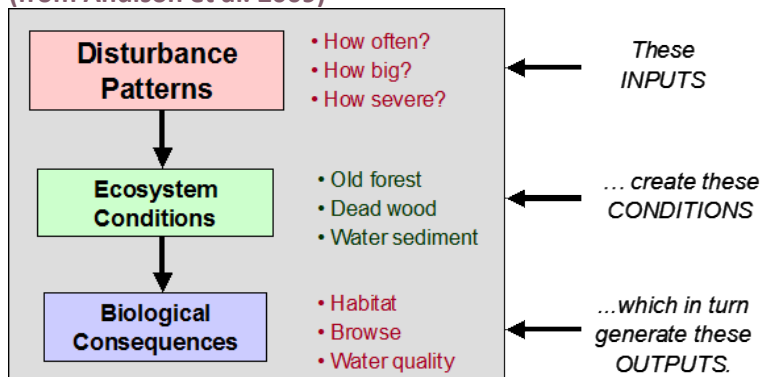 (from Andison et al. 2009)
Disturbance
Patterns
• How often?
• How big?
• How severe?
These
INPUTS
Ecosystem
Conditions
• Old forest
• Dead wood
• Water sediment
... create these
CONDITIONS
Biological
Consequences
• Habitat
• Browse
• Water quality
...which in turn
generate these
OUTPUTS.